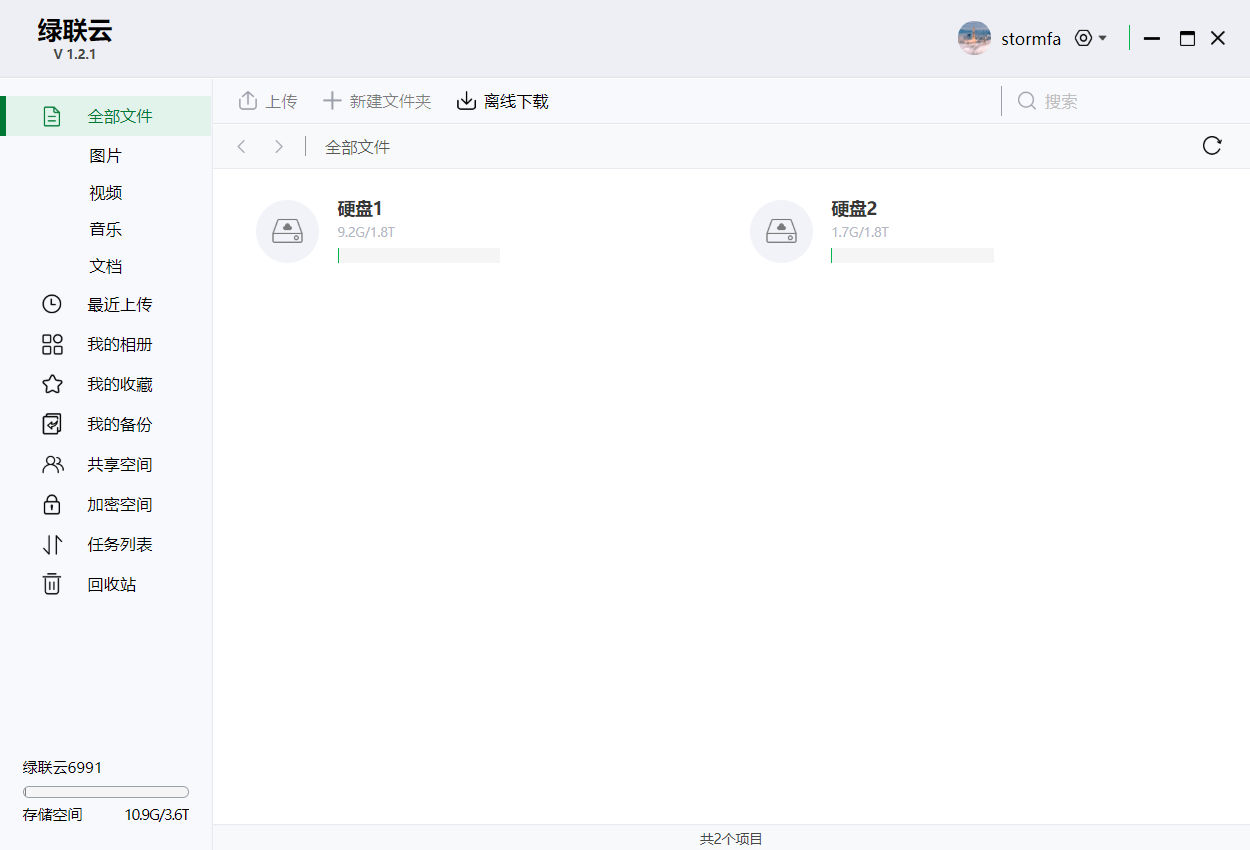 绿联云
V 1.2.1
stormfa
全部文件
图片
视频
音乐
文档
最近上传
我的相册
我的收藏
我的备份
共享空间
加密空间
任务列表
回收站
绿联云6991
存储空间 10.9G/3.6T
上传 新建文件夹 离线下载 搜索
全部文件
硬盘1
9.2G/1.8T
硬盘2
1.7G/1.8T
共2个项目